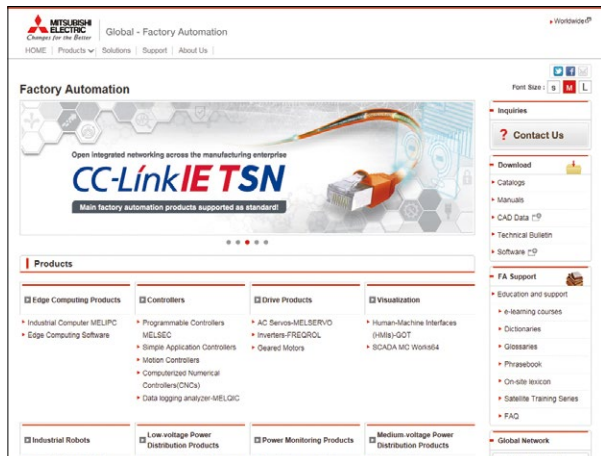 MITSUBISHI
ELECTRIC
Changes for the Better
Global - Factory Automation
Worldwide
HOME Products Solutions Support About Us
Font Size : S M L
Factory Automation
Open integrated networking across the manufacturing enterprise
CC-Link IE TSN
Main factory automation products supported as standard!
Products
Edge Computing Products
Industrial Computer MELIPC
Edge Computing Software
Controllers
Programmable Controllers
MELSEC
Simple Application Controllers
Motion Controllers
Computerized Numerical
Controllers(CNCs)
Data logging analyzer-MELQIC
Drive Products
AC Servos-MELSERVO
Inverters-FREQROL
Geared Motors
Visualization
Human-Machine Interfaces
(HMIs)-GOT
SCADA MC Works64
Industrial Robots
Low-voltage Power
Distribution Products
Power Monitoring Products
Medium-voltage Power
Distribution Products
Inquiries
? Contact Us
Download
Catalogs
Manuals
CAD Data
Technical Bulletin
Software
FA Support
Education and support
e-learning courses
Dictionaries
Glossaries
Phrasebook
On-site lexicon
Satellite Training Series
FAQ
Global Network